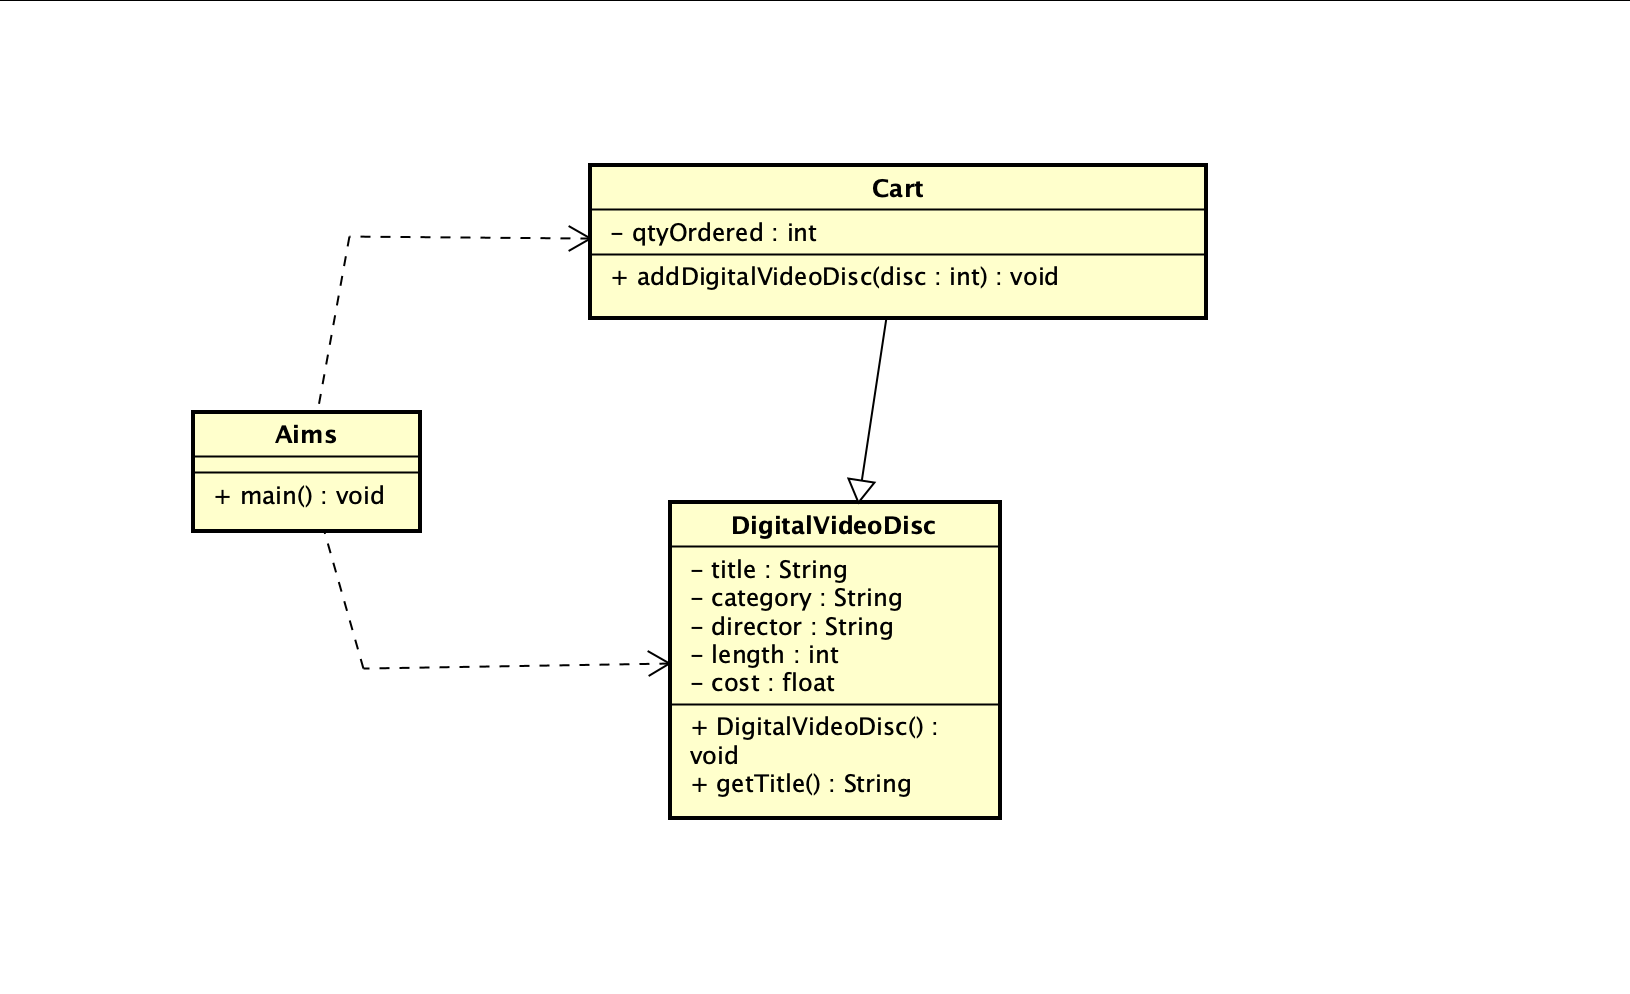 Cart
- qtyOrdered : int
+ addDigitalVideoDisc(disc : int) : void
Aims
+ main() : void
DigitalVideoDisc
- title : String
- category : String
- director : String
- length : int
- cost : float
+ DigitalVideoDisc() :
void
+ getTitle() : String